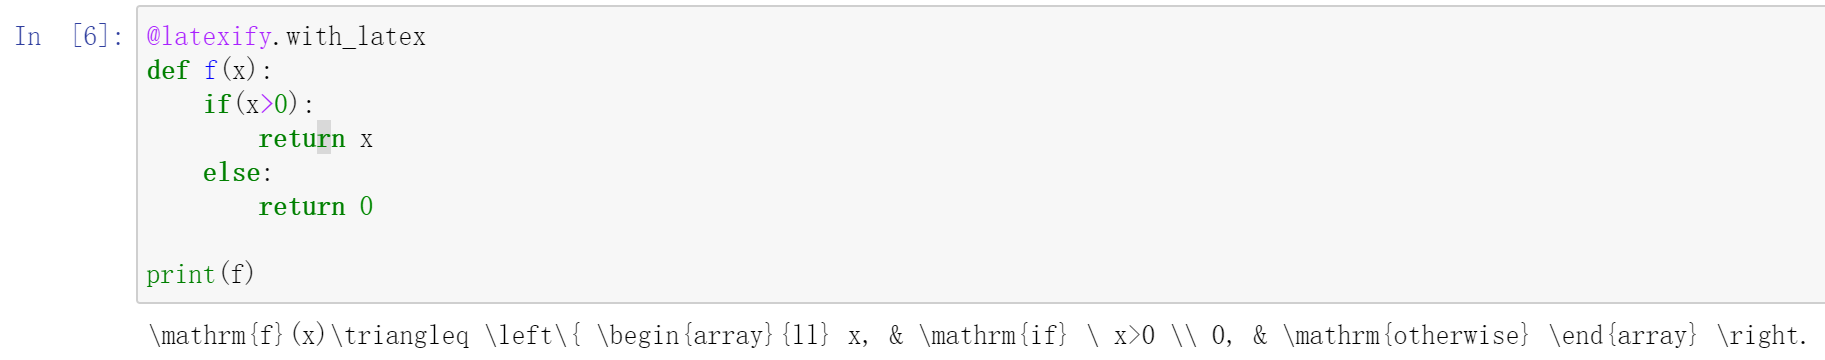 In [6]: @latexify.with_latex
def f(x):
    if(x>0):
        return x
    else:
        return 0
print(f)
\mathrm{f}(x)\triangleq \left\{ \begin{array}{ll} x, & \mathrm{if} \ x>0 \\ 0, & \mathrm{otherwise} \end{array} \right.